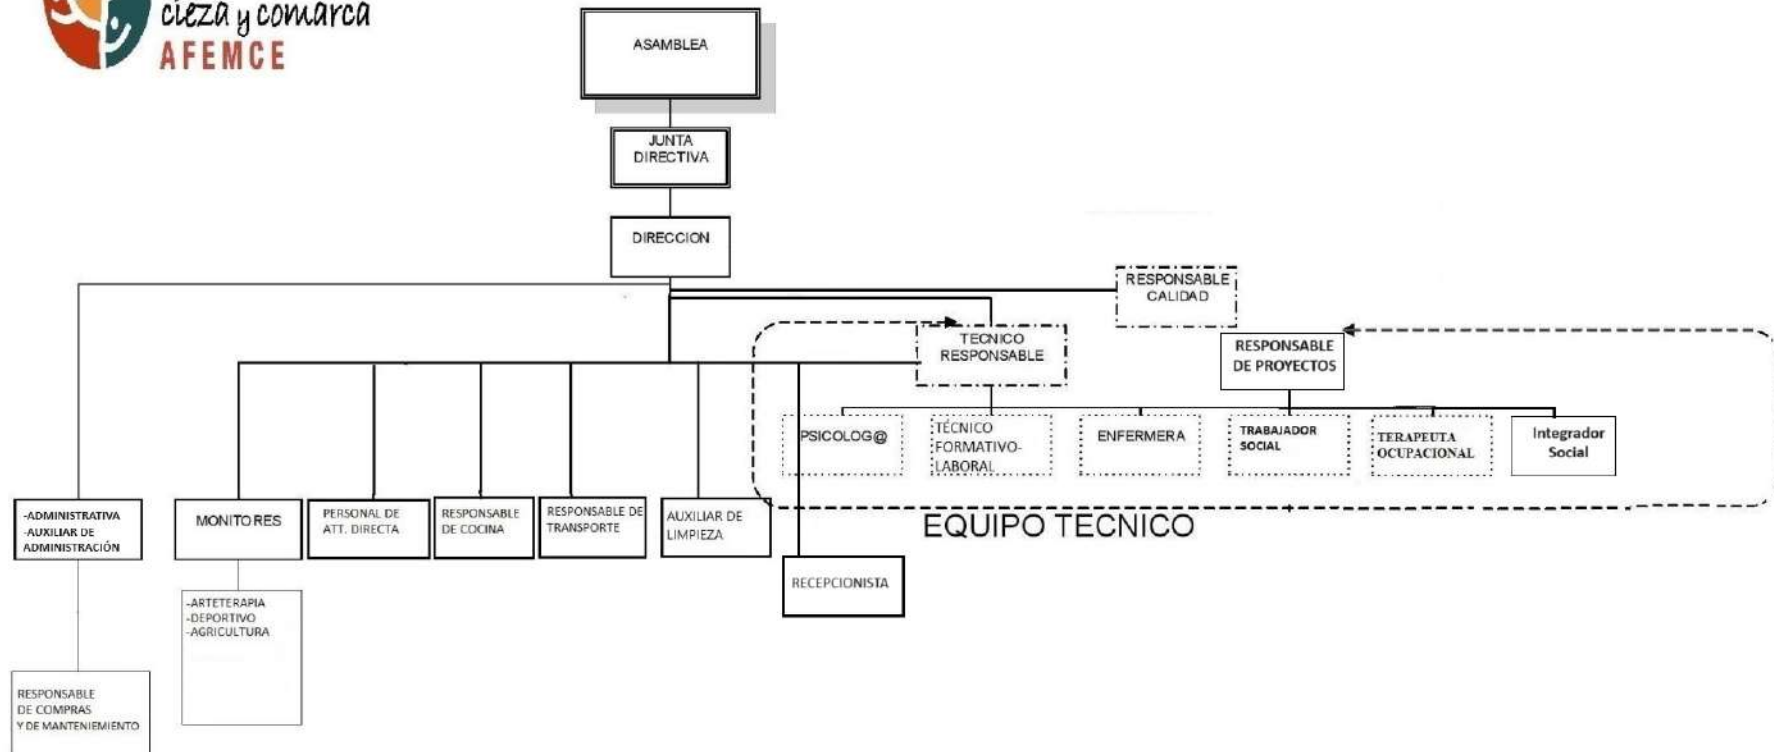 cieza y comarca
AFEMCE
ASAMBLEA
JUNTA
DIRECTIVA
DIRECCION
RESPONSABLE
CALIDAD
TECNICO
RESPONSABLE
RESPONSABLE
DE PROYECTOS
PSICOLOG@
TÉCNICO
FORMATIVO-
LABORAL
ENFERMERA
TRABAJADOR
SOCIAL
TERAPEUTA
OCUPACIONAL
Integrador
Social
EQUIPO TECNICO
-ADMINISTRATIVA
-AUXILIAR DE
ADMINISTRACIÓN
MONITORES
PERSONAL DE
ATT. DIRECTA
RESPONSABLE
DE COCINA
RESPONSABLE DE
TRANSPORTE
AUXILIAR DE
LIMPIEZA
RECEPCIONISTA
-ARTETERAPIA
-DEPORTIVO
-AGRICULTURA
RESPONSABLE
DE COMPRAS
Y DE MANTENIEMIENTO